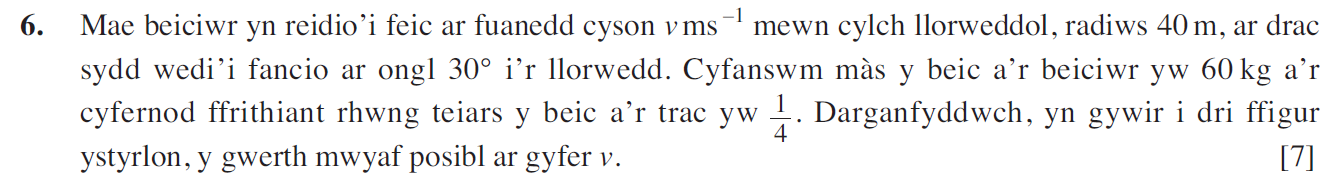 6. Mae beiciwr yn reidio'i feic ar fuanedd cyson v ms⁻¹ mewn cylch llorweddol, radiws 40 m, ar drac
sydd wedi'i fancio ar ongl 30° i'r llorwedd. Cyfanswm màs y beic a'r beiciwr yw 60 kg a'r
cyfernod ffrithiant rhwng teiars y beic a'r trac yw 1/4. Darganfyddwch, yn gywir i dri ffigur
ystyrlon, y gwerth mwyaf posibl ar gyfer v. [7]